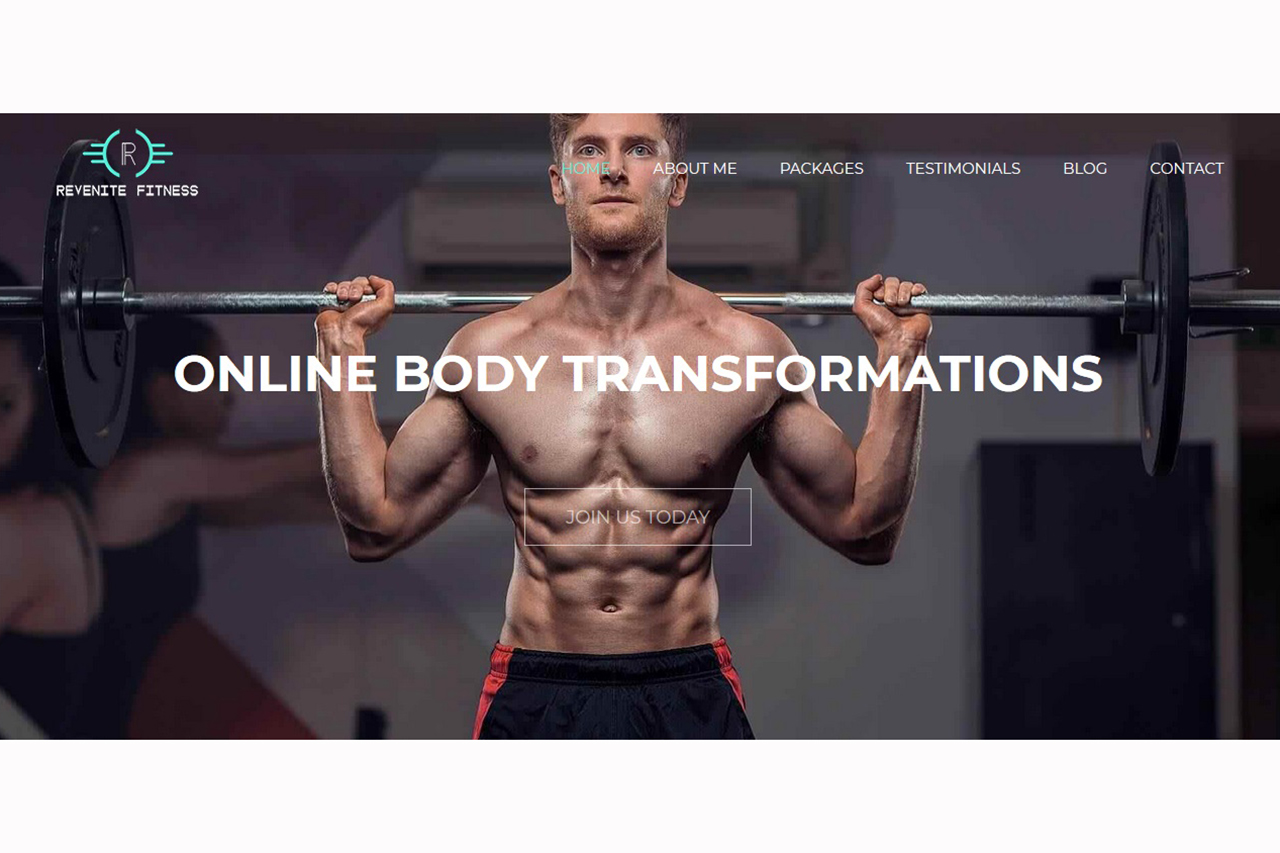 R
REVENITE FITNESS
HOME ABOUT ME PACKAGES TESTIMONIALS BLOG CONTACT
ONLINE BODY TRANSFORMATIONS
JOIN US TODAY